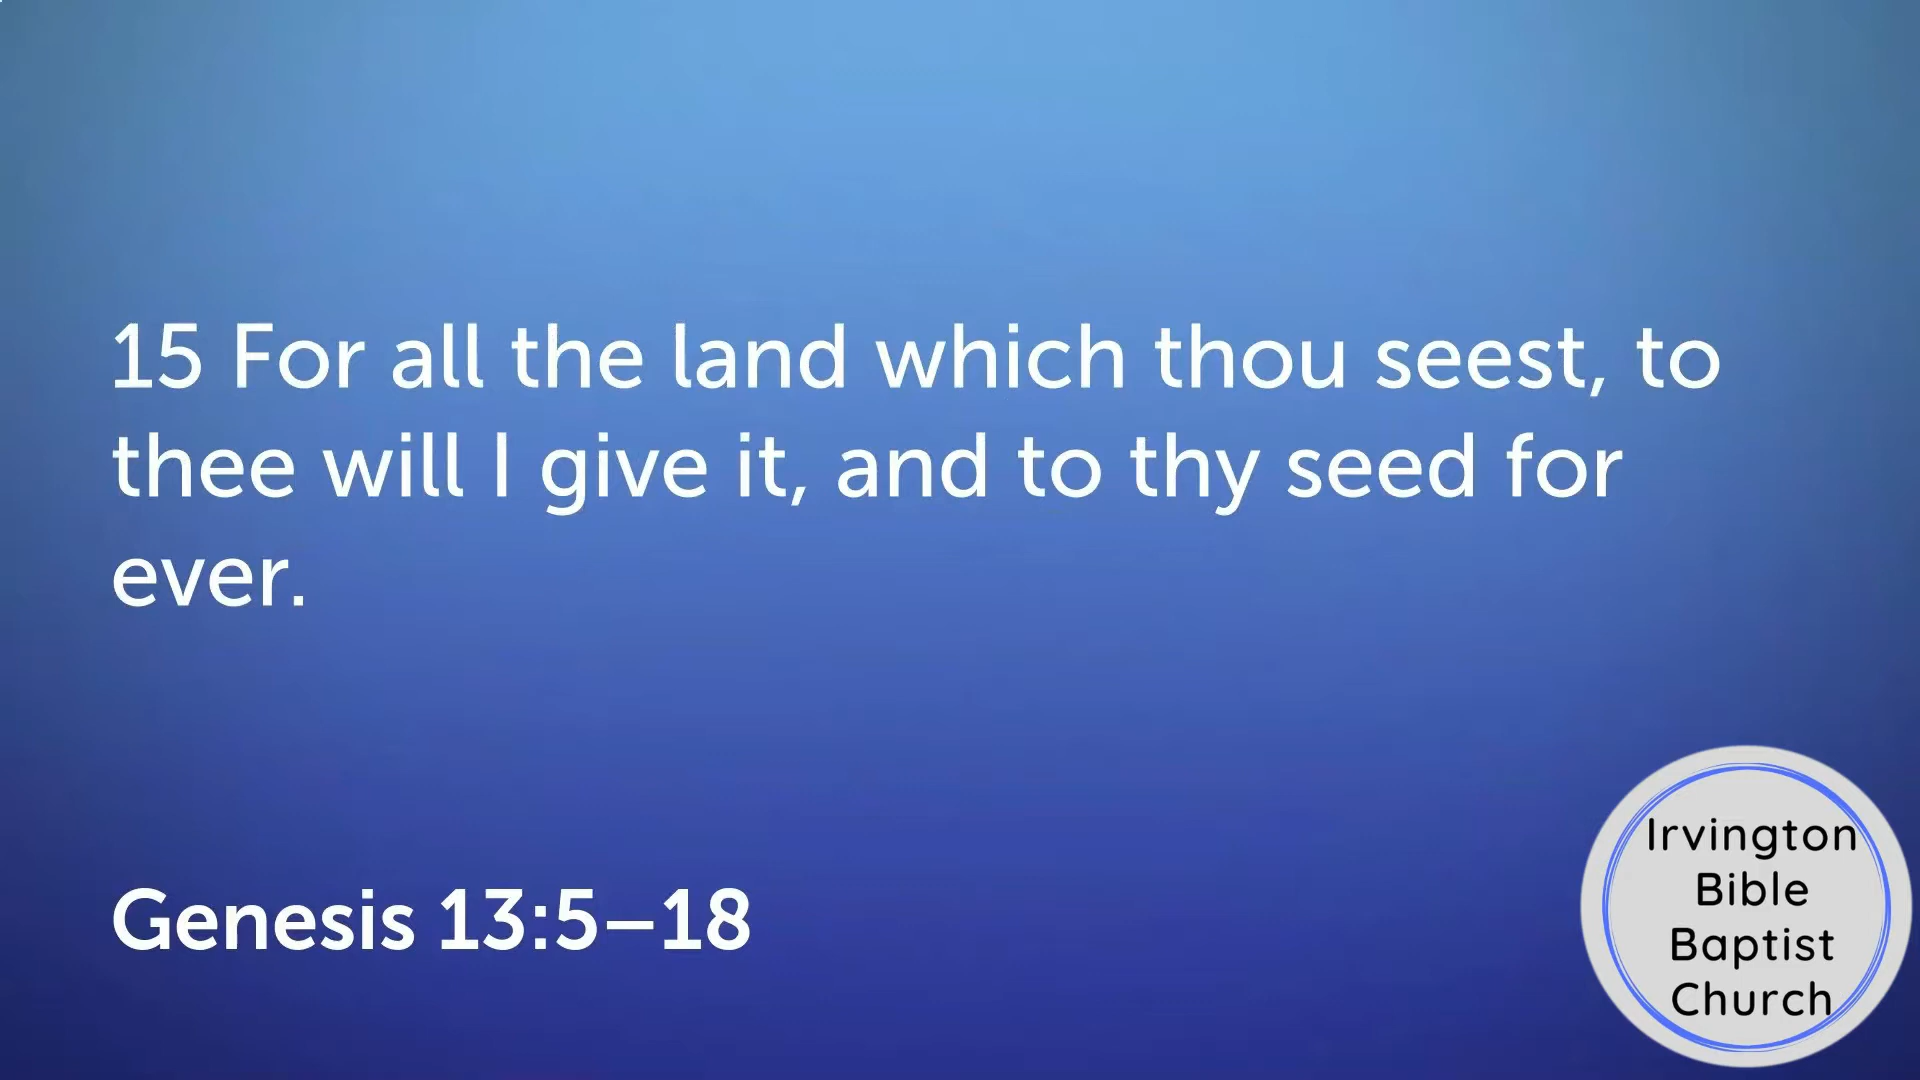 15 For all the land which thou seest, to
thee will I give it, and to thy seed for
ever.
Genesis 13:5–18
Irvington
Bible
Baptist
Church